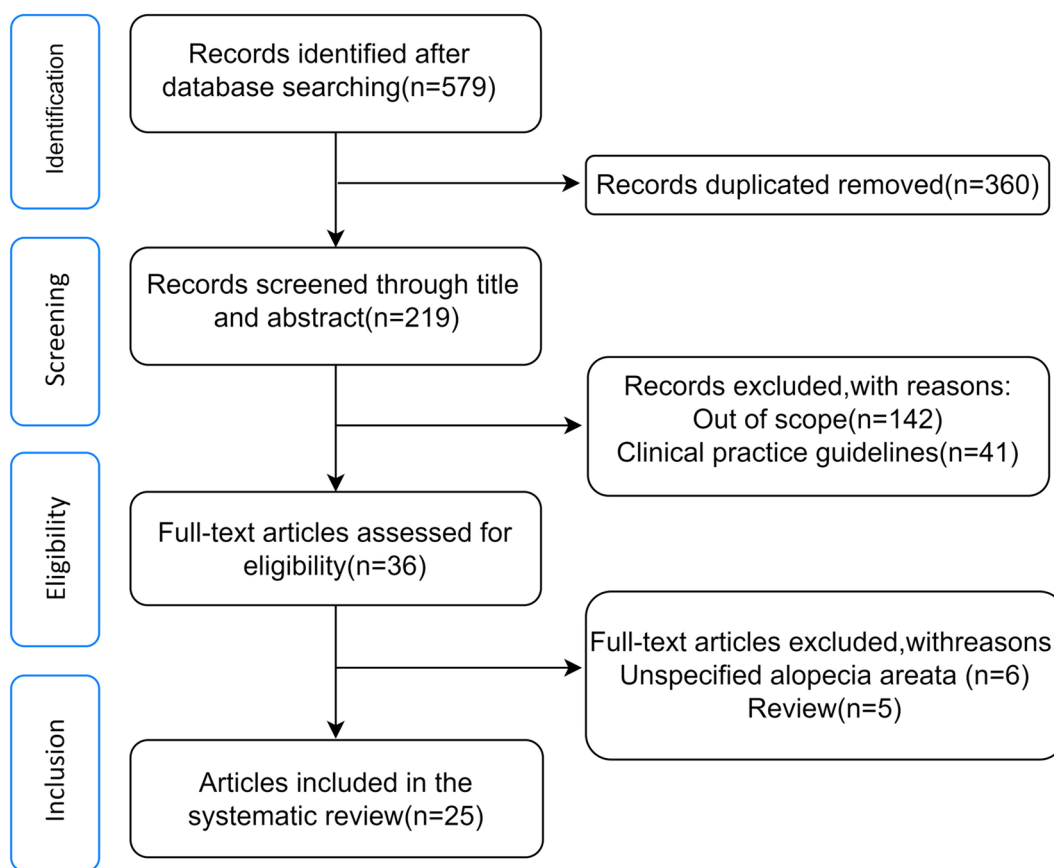 Identification
Records identified after
database searching(n=579)
Records duplicated removed(n=360)
Screening
Records screened through title
and abstract(n=219)
Records excluded,with reasons:
Out of scope(n=142)
Clinical practice guidelines(n=41)
Eligibility
Full-text articles assessed for
eligibility(n=36)
Full-text articles excluded,withreasons
Unspecified alopecia areata (n=6)
Review(n=5)
Inclusion
Articles included in the
systematic review(n=25)